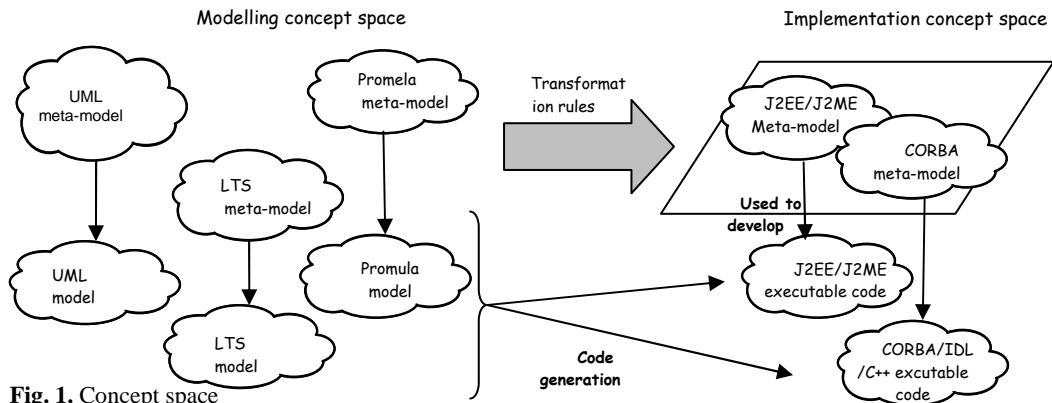 Modelling concept space
Implementation concept space
UML
meta-model
Promela
meta-model
LTS
meta-model
UML
model
Promula
model
LTS
model
Transformat
ion rules
J2EE/J2ME
Meta-model
CORBA
meta-model
Used to
develop
J2EE/J2ME
executable code
CORBA/IDL
/C++ excutable
code
Code
generation
Fig. 1. Concept space